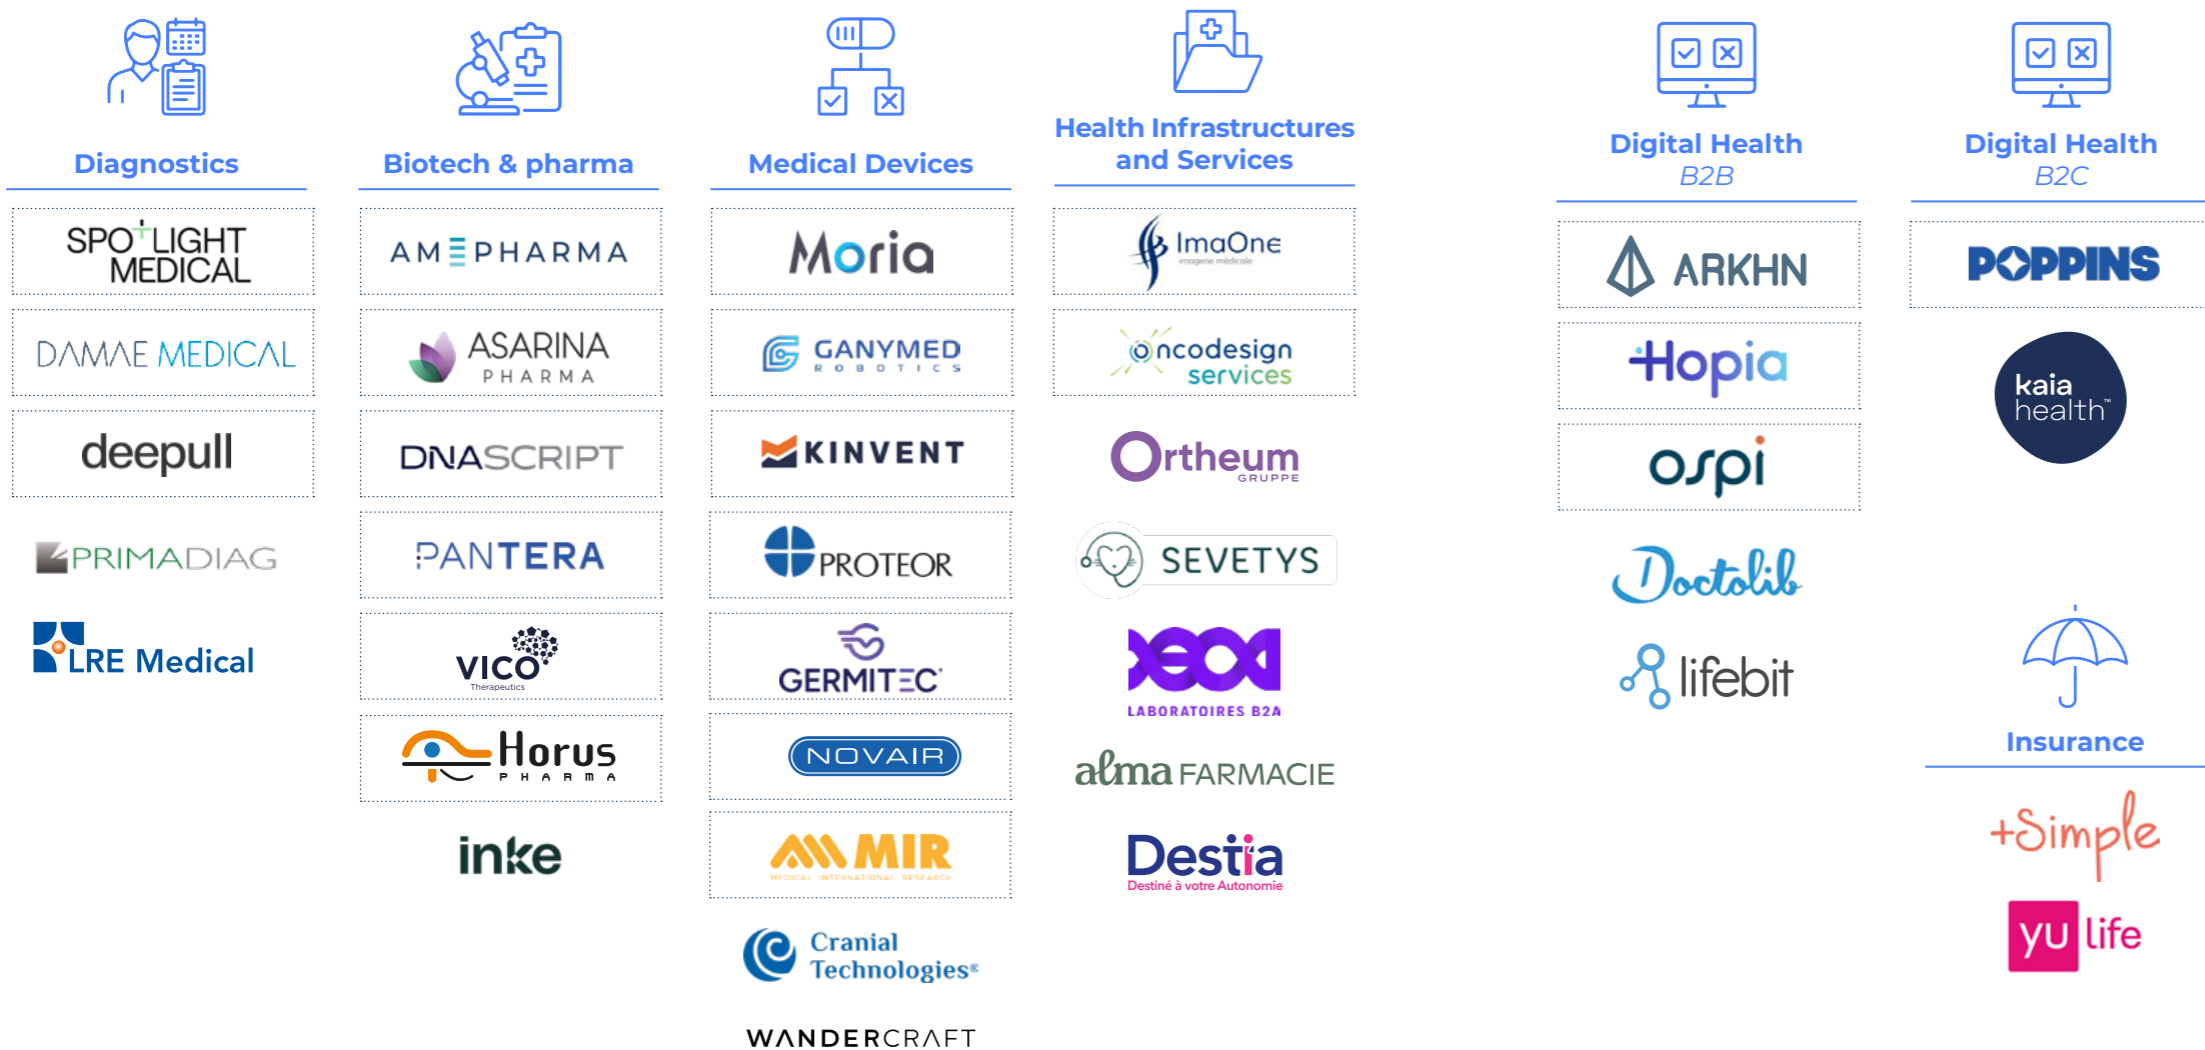 Diagnostics
SPOTLIGHT
MEDICAL
DAMAE MEDICAL
deepull
PRIMADIAG
LRE Medical
Biotech & pharma
AMEPHARMA
ASARINA
PHARMA
DNASCRIPT
PANTERA
VICO
Therapeutics
Horus
PHARMA
inke
Medical Devices
Moria
GANYMED
ROBOTICS
KINVENT
PROTEOR
GERMITEC
NOVAIR
MIR
MEDICAL INTERNATIONAL RESEARCH
Cranial
Technologies®
WANDERCRAFT
Health Infrastructures
and Services
ImaOne
imagerie médicale
oncodesign
services
Ortheum
GRUPPE
SEVETYS
LABORATOIRES B2A
alma FARMACIE
Destia
Destiné à votre Autonomie
Digital Health
B2B
ARKHN
Hopia
ospi
Doctolib
lifebit
Digital Health
B2C
POPPINS
kaia
health™
Insurance
+Simple
yu life